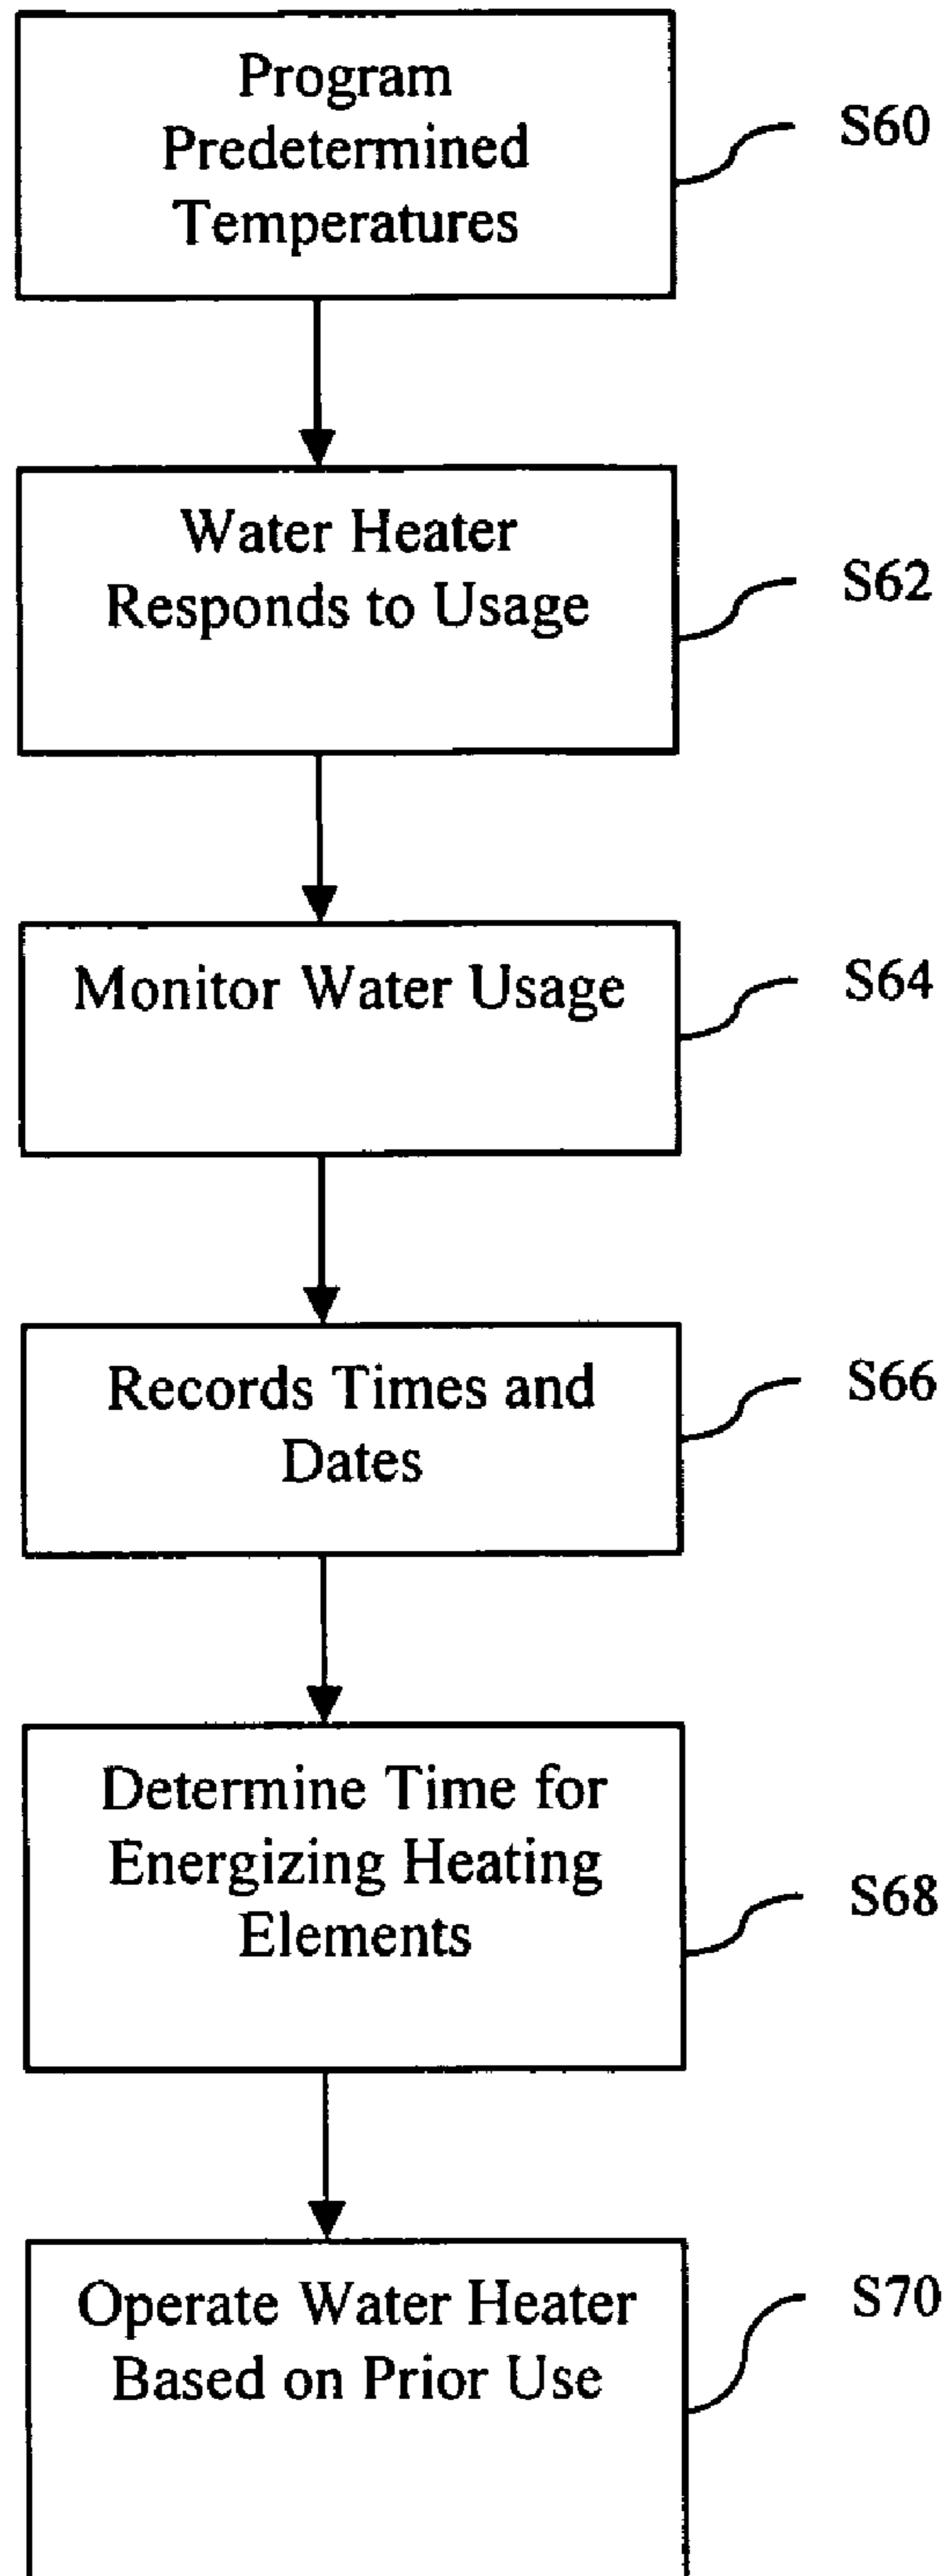 Program
Predetermined
Temperatures
S60
Water Heater
Responds to Usage
S62
Monitor Water Usage
S64
Records Times and
Dates
S66
Determine Time for
Energizing Heating
Elements
S68
Operate Water Heater
Based on Prior Use
S70